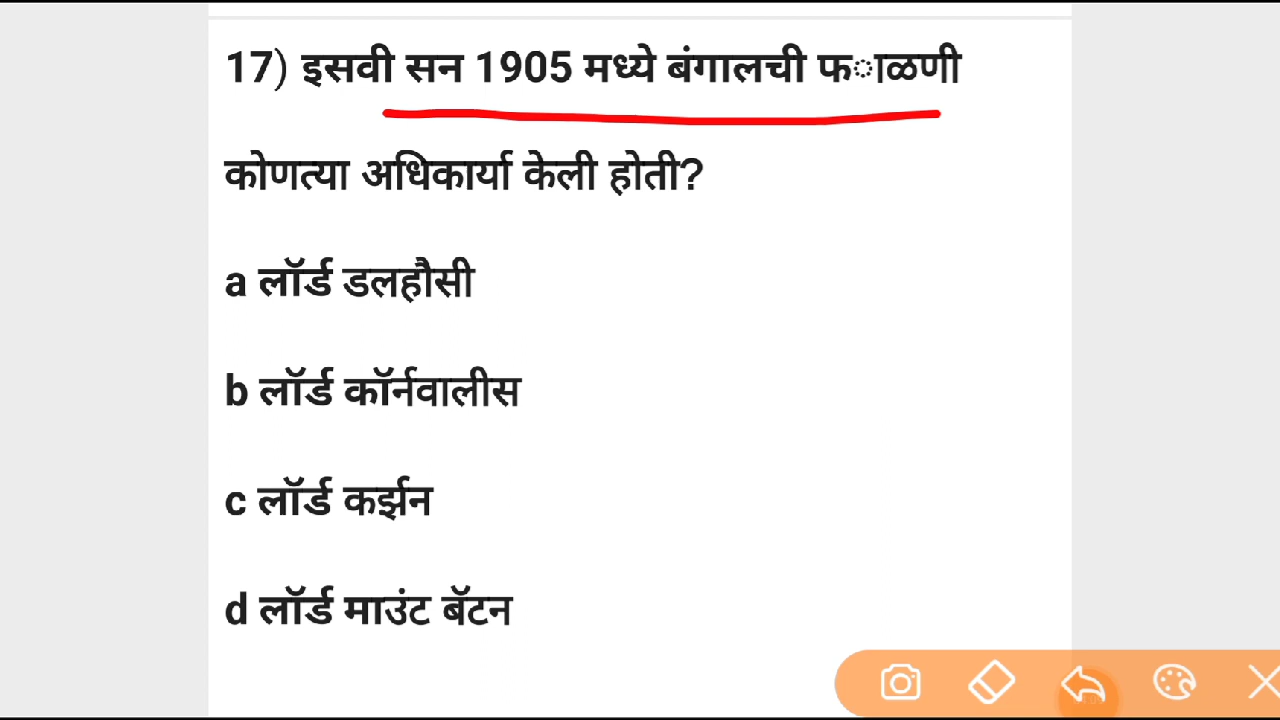 17) इसवी सन 1905 मध्ये बंगालची फाळणी
कोणत्या अधिकार्या केली होती?
a लॉर्ड डलहौसी
b लॉर्ड कॉर्नवालीस
c लॉर्ड कर्झन
d लॉर्ड माउंट बॅटन